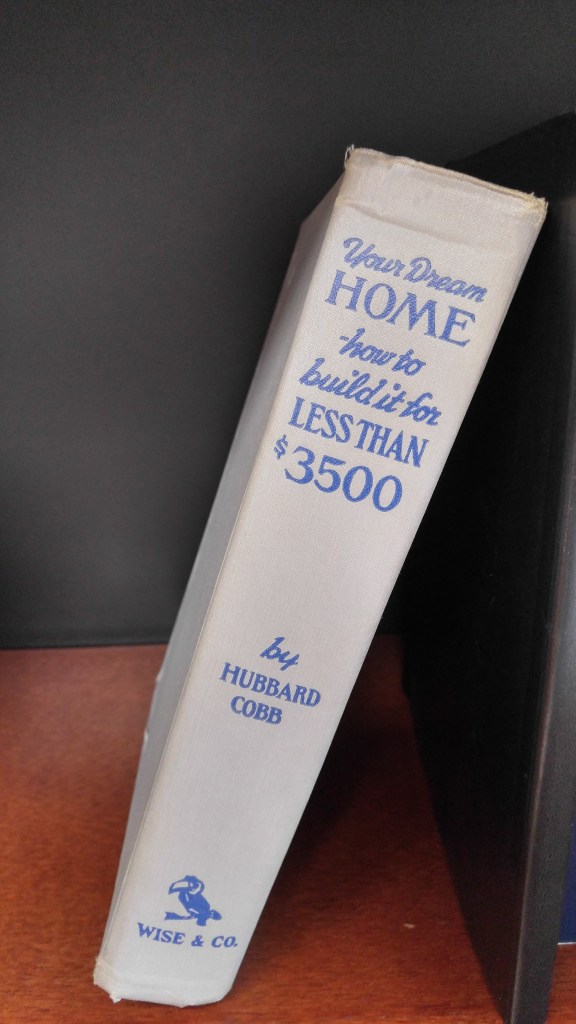 Your Dream
HOME
-how to
build it for
LESS THAN
$3500
by
HUBBARD
COBB
WISE & CO.